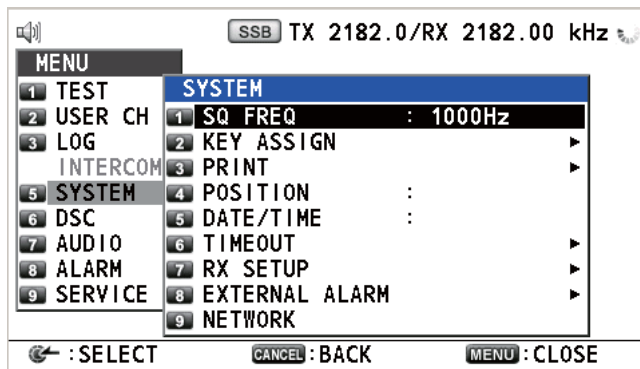 SSB TX 2182.0/RX 2182.00 kHz
MENU
1 TEST
2 USER CH
3 LOG
INTERCOM
5 SYSTEM
6 DSC
7 AUDIO
8 ALARM
9 SERVICE
SYSTEM
1 SQ FREQ : 1000Hz
2 KEY ASSIGN
3 PRINT
4 POSITION :
5 DATE/TIME :
6 TIMEOUT
7 RX SETUP
8 EXTERNAL ALARM
9 NETWORK
:SELECT CANCEL:BACK MENU:CLOSE